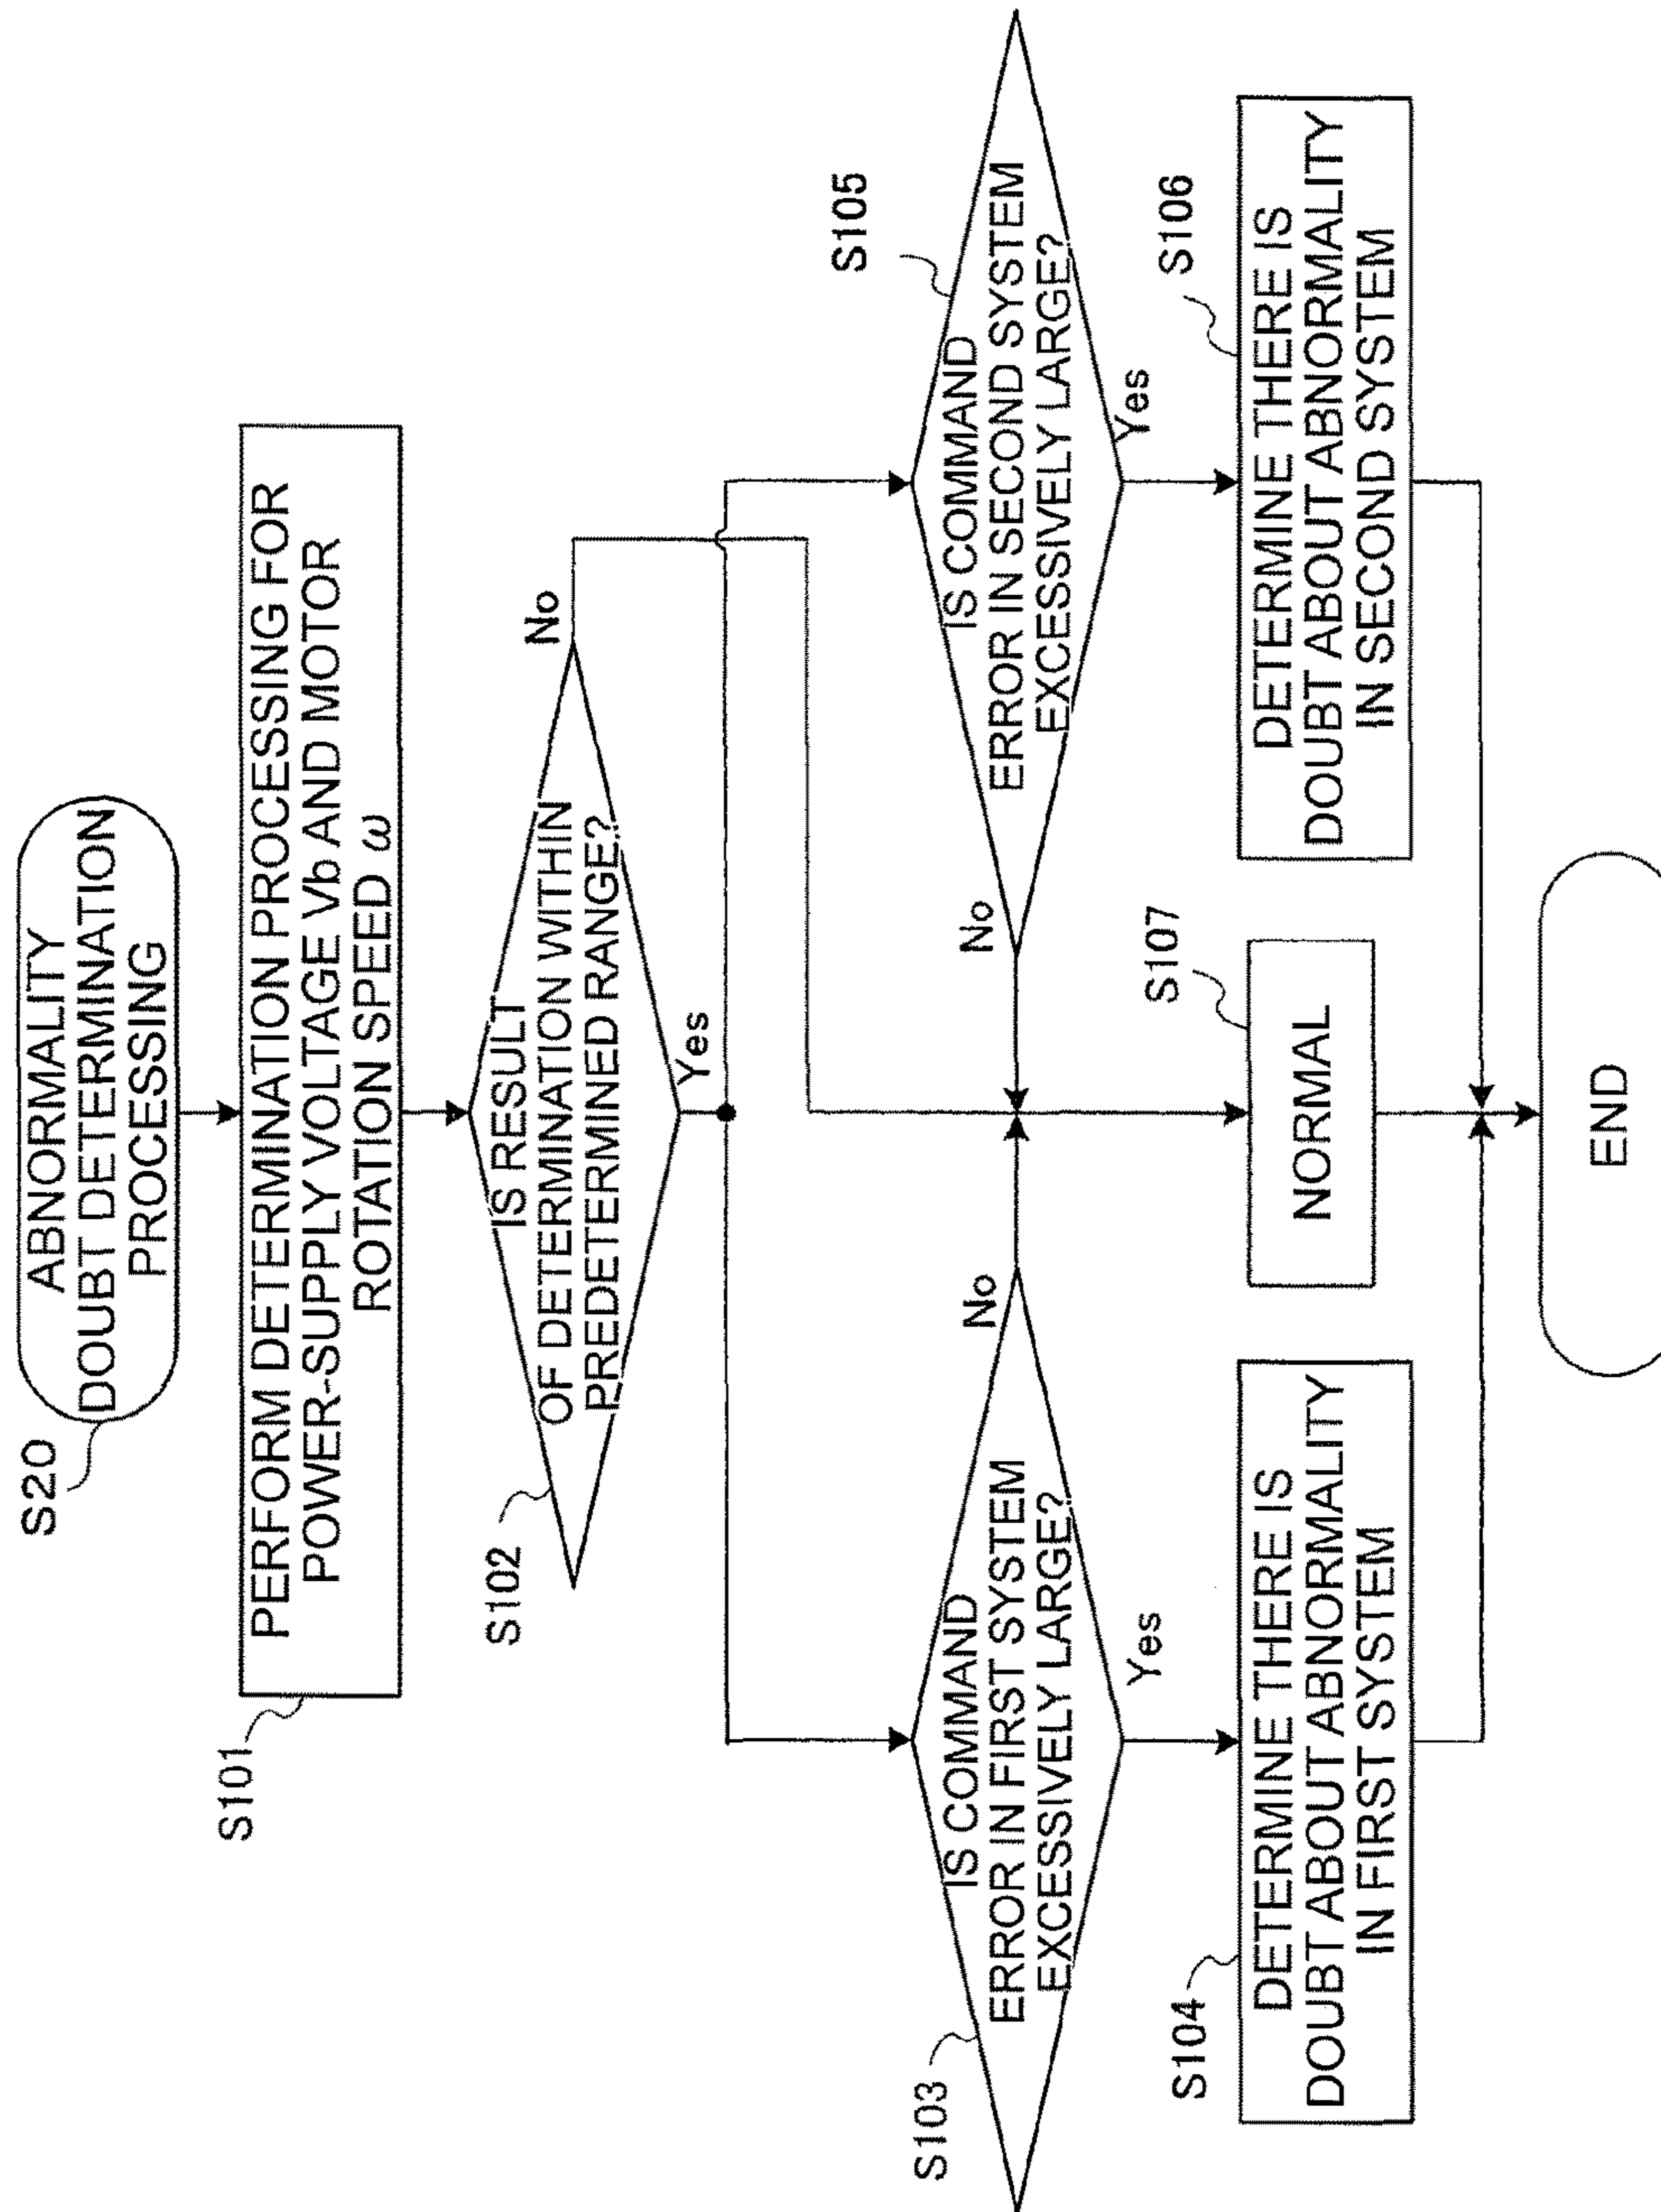 S20
ABNORMALITY
DOUBT DETERMINATION
PROCESSING
S101
PERFORM DETERMINATION PROCESSING FOR
POWER-SUPPLY VOLTAGE Vb AND MOTOR
ROTATION SPEED ω
S102
IS RESULT
OF DETERMINATION WITHIN
PREDETERMINED RANGE?
No
Yes
S103
IS COMMAND
ERROR IN FIRST SYSTEM
EXCESSIVELY LARGE?
No
Yes
S105
IS COMMAND
ERROR IN SECOND SYSTEM
EXCESSIVELY LARGE?
No
Yes
S104
DETERMINE THERE IS
DOUBT ABOUT ABNORMALITY
IN FIRST SYSTEM
S107
NORMAL
S106
DETERMINE THERE IS
DOUBT ABOUT ABNORMALITY
IN SECOND SYSTEM
END